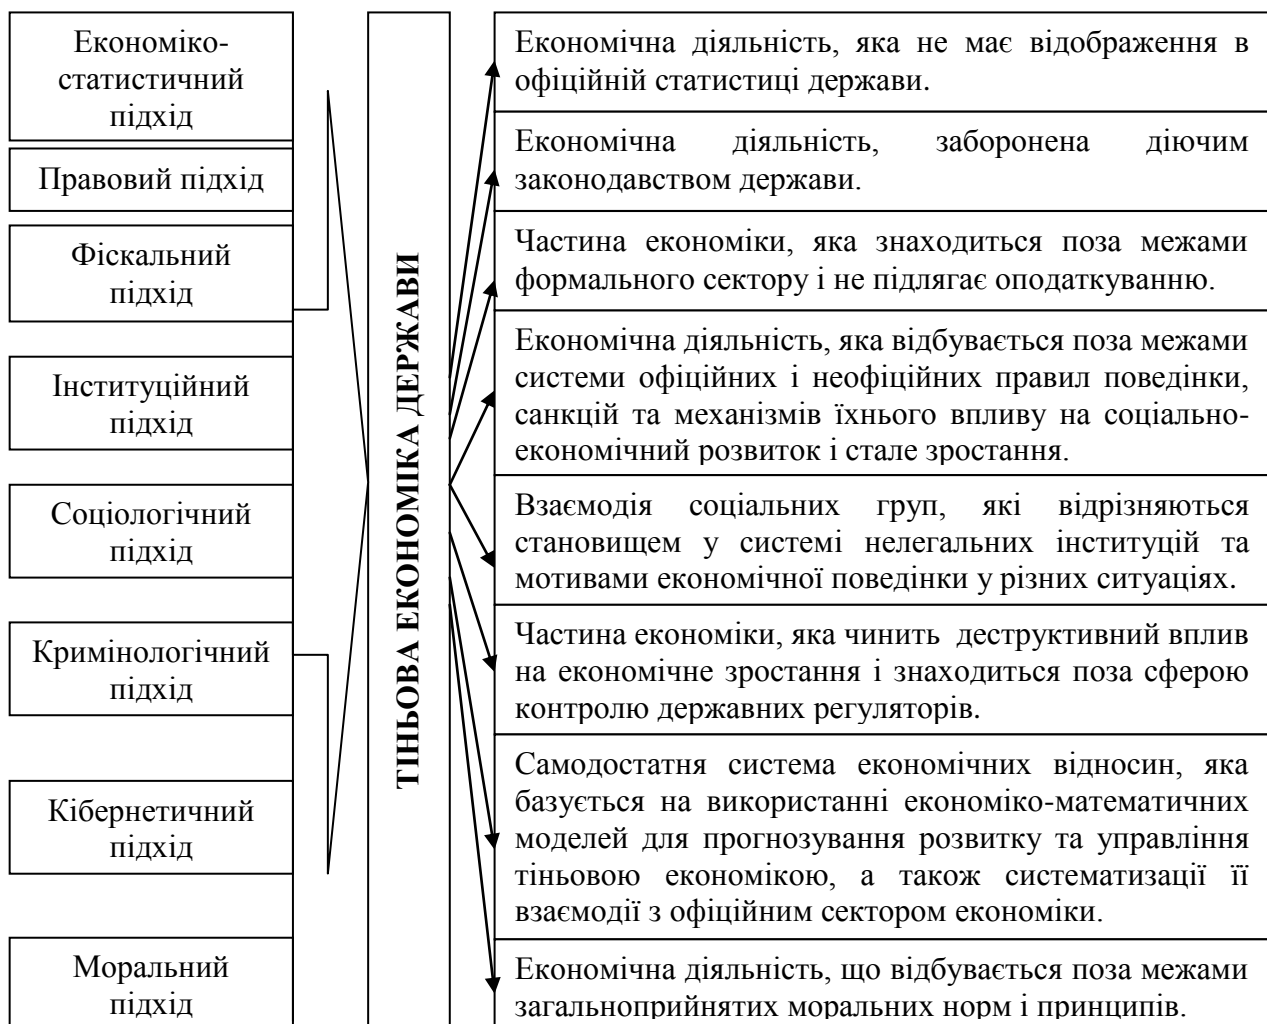 Економіко-
статистичний
підхід
Правовий підхід
Фіскальний
підхід
Інституційний
підхід
Соціологічний
підхід
Кримінологічний
підхід
Кібернетичний
підхід
Моральний
підхід
ТІНЬОВА ЕКОНОМІКА ДЕРЖАВИ
Економічна діяльність, яка не має відображення в
офіційній статистиці держави.
Економічна діяльність, заборонена діючим
законодавством держави.
Частина економіки, яка знаходиться поза межами
формального сектору і не підлягає оподаткуванню.
Економічна діяльність, яка відбувається поза межами
системи офіційних і неофіційних правил поведінки,
санкцій та механізмів їхнього впливу на соціально-
економічний розвиток і стале зростання.
Взаємодія соціальних груп, які відрізняються
становищем у системі нелегальних інституцій та
мотивами економічної поведінки у різних ситуаціях.
Частина економіки, яка чинить деструктивний вплив
на економічне зростання і знаходиться поза сферою
контролю державних регуляторів.
Самодостатня система економічних відносин, яка
базується на використанні економіко-математичних
моделей для прогнозування розвитку та управління
тіньовою економікою, а також систематизації її
взаємодії з офіційним сектором економіки.
Економічна діяльність, що відбувається поза межами
загальноприйнятих моральних норм і принципів.